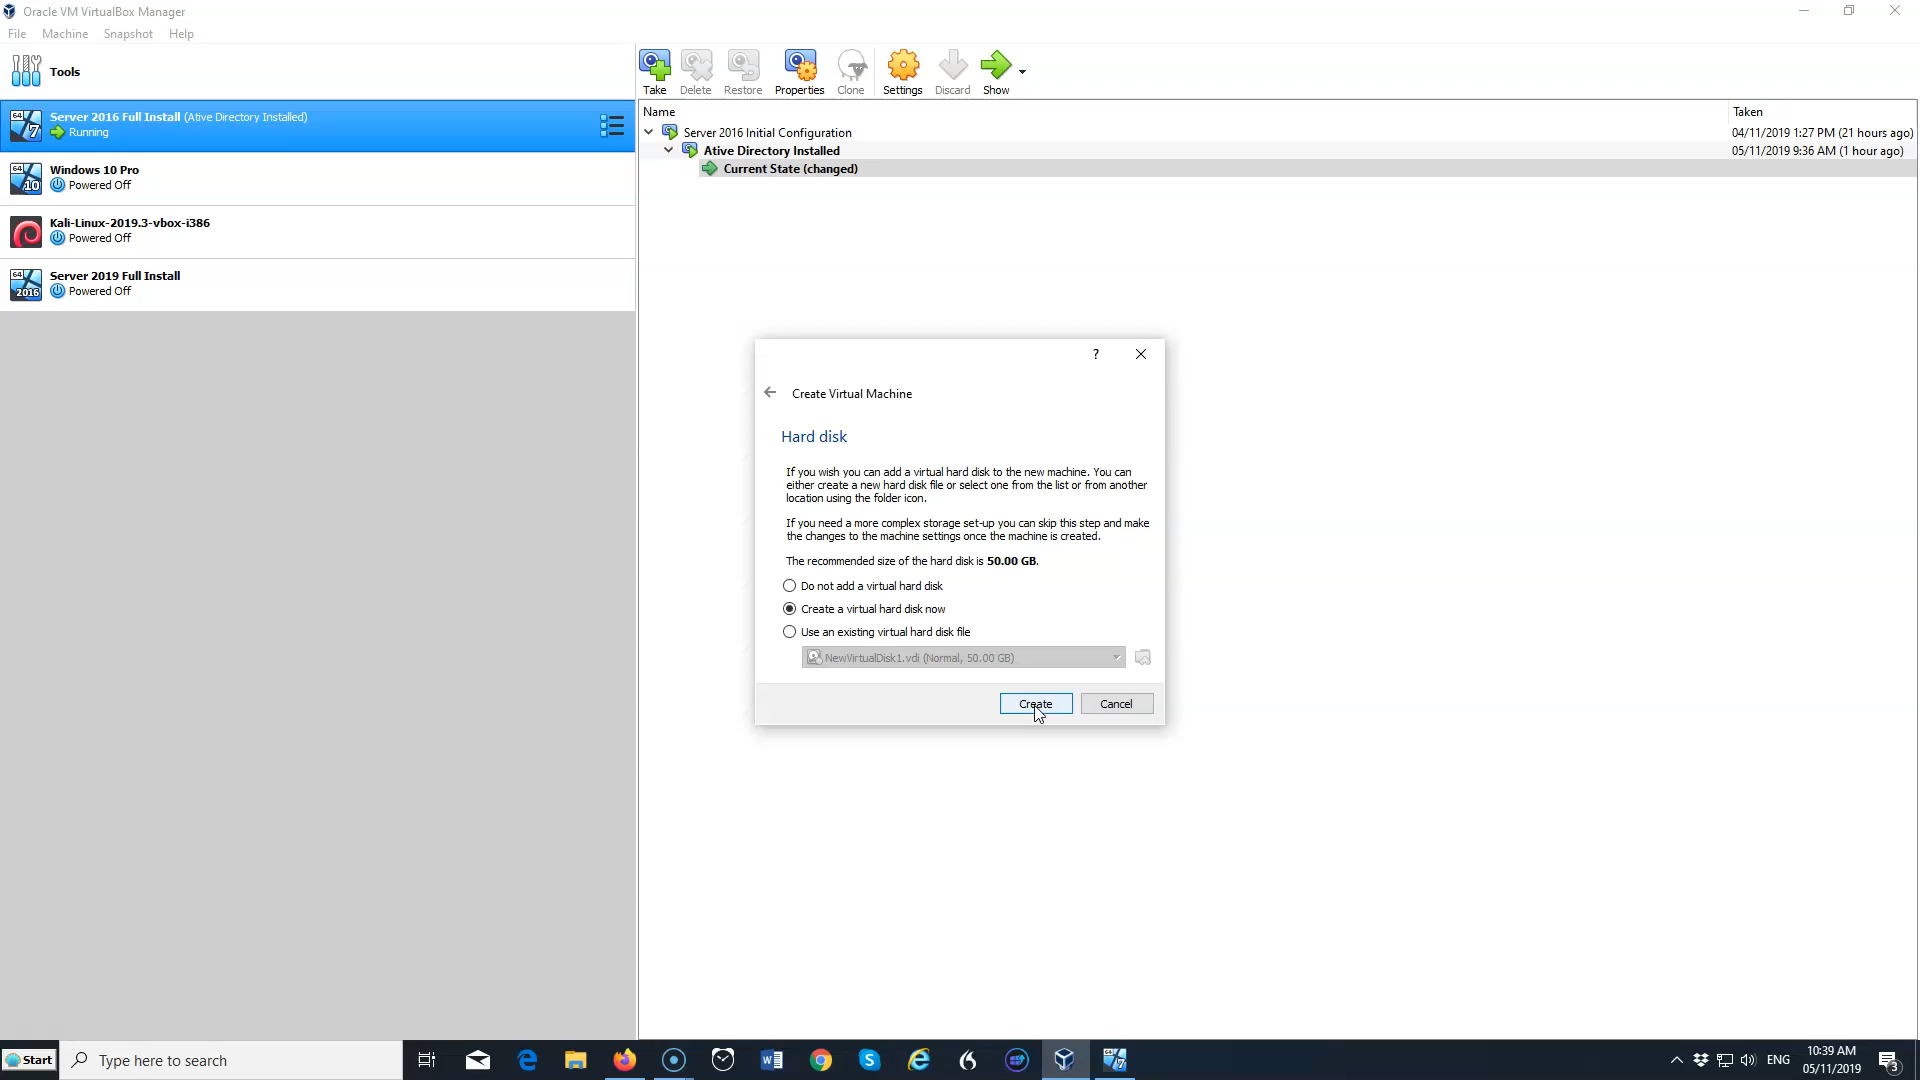 Oracle VM VirtualBox Manager
File Machine Snapshot Help
Tools
Take Delete Restore Properties Clone Settings Discard Show
64 7 Server 2016 Full Install (Ative Directory Installed)
Running
64 10 Windows 10 Pro
Powered Off
Kali-Linux-2019.3-vbox-i386
Powered Off
64 2016 Server 2019 Full Install
Powered Off
Name Taken
Server 2016 Initial Configuration 04/11/2019 1:27 PM (21 hours ago)
Ative Directory Installed 05/11/2019 9:36 AM (1 hour ago)
Current State (changed)
?
Create Virtual Machine
Hard disk
If you wish you can add a virtual hard disk to the new machine. You can
either create a new hard disk file or select one from the list or from another
location using the folder icon.
If you need a more complex storage set-up you can skip this step and make
the changes to the machine settings once the machine is created.
The recommended size of the hard disk is 50.00 GB.
Do not add a virtual hard disk
Create a virtual hard disk now
Use an existing virtual hard disk file
NewVirtualDisk1.vdi (Normal, 50.00 GB)
Create Cancel
Start Type here to search
ENG 10:39 AM
05/11/2019
3